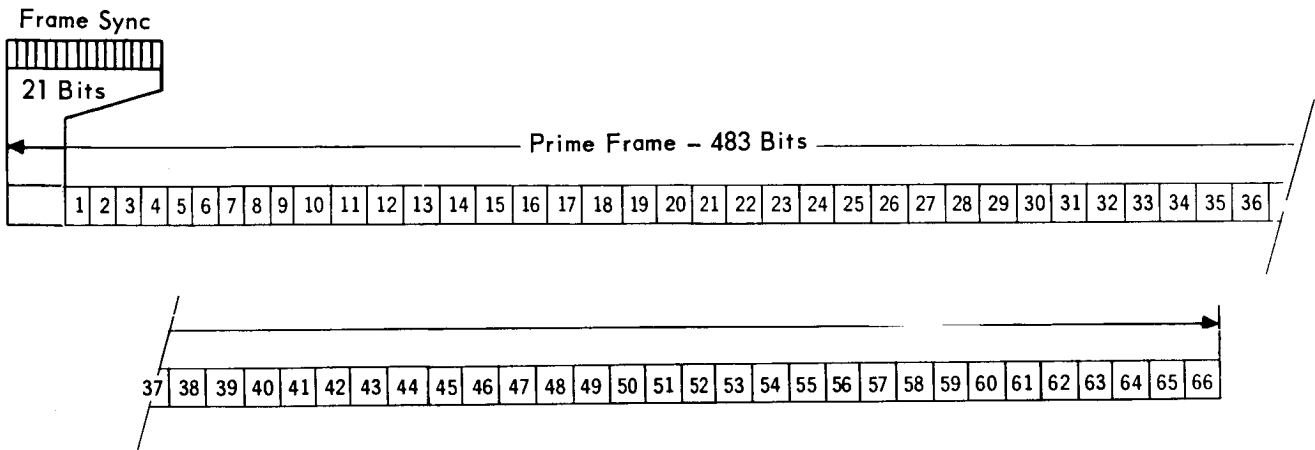 Frame Sync
21 Bits
Prime Frame – 483 Bits
1 2 3 4 5 6 7 8 9 10 11 12 13 14 15 16 17 18 19 20 21 22 23 24 25 26 27 28 29 30 31 32 33 34 35 36
37 38 39 40 41 42 43 44 45 46 47 48 49 50 51 52 53 54 55 56 57 58 59 60 61 62 63 64 65 66